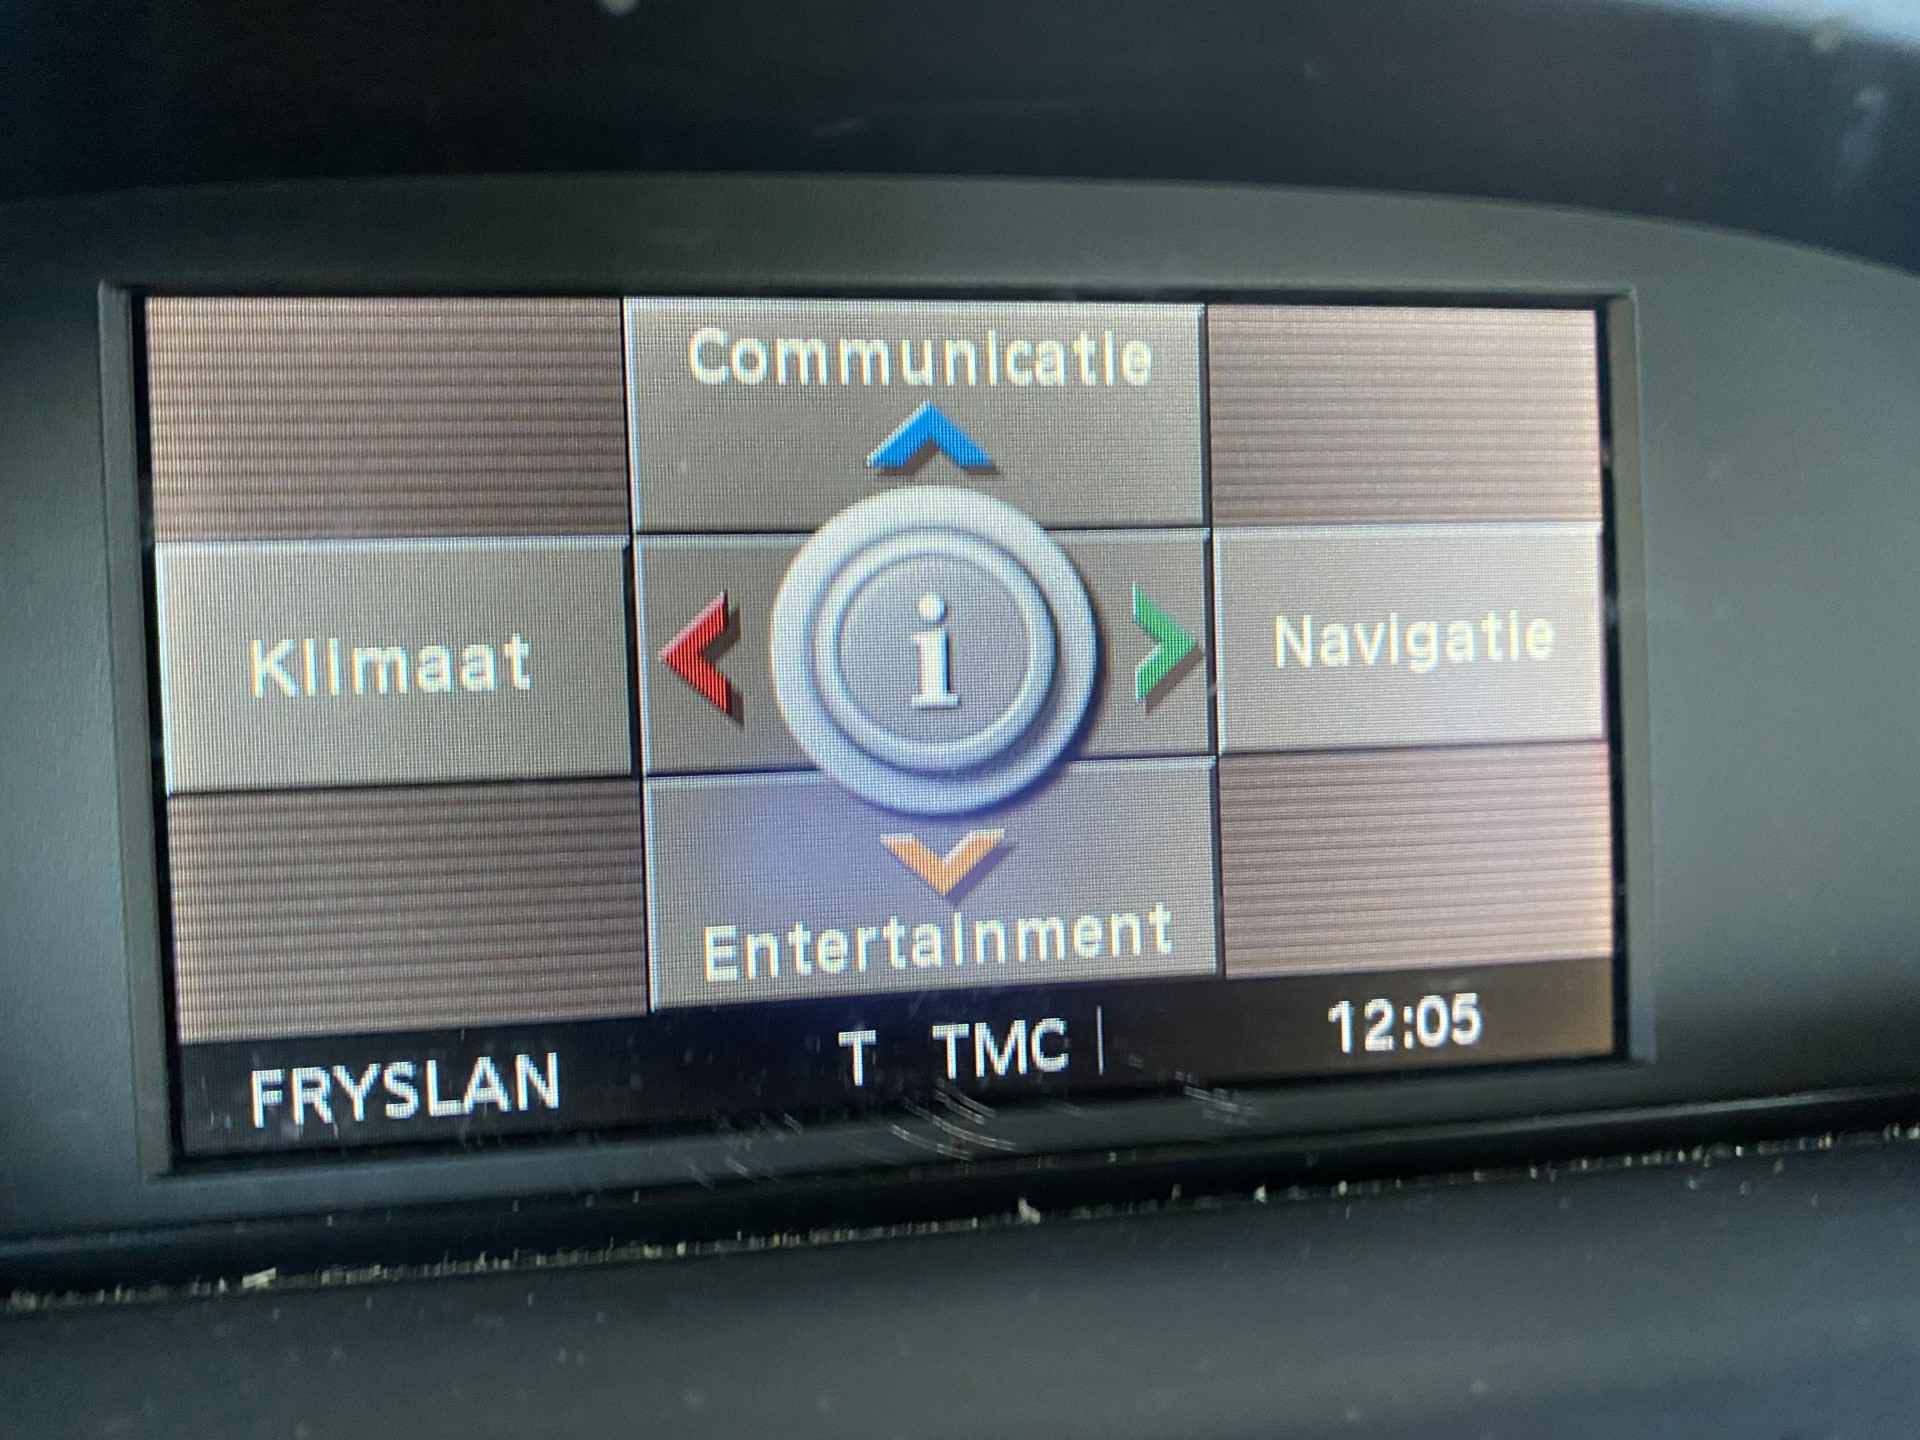 Communicatie
Klimaat
i
Navigatie
Entertainment
FRYSLAN T TMC 12:05